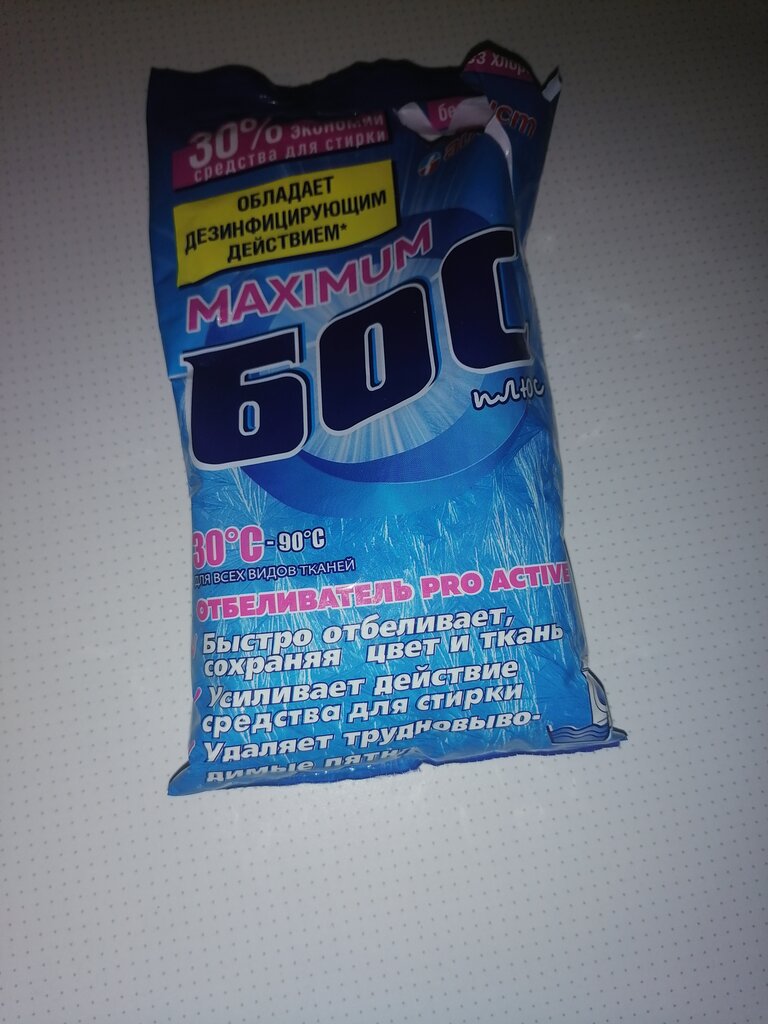 30% экономии
средства для стирки
ОБЛАДАЕТ
ДЕЗИНФИЦИРУЮЩИМ
ДЕЙСТВИЕМ*
MAXIMUM
БОС
плюс
30°C-90°C
ДЛЯ ВСЕХ ВИДОВ ТКАНЕЙ
ОТБЕЛИВАТЕЛЬ PRO ACTIVE
Быстро отбеливает,
сохраняя цвет и ткань
Усиливает действие
средства для стирки
Удаляет трудновыво-
димые